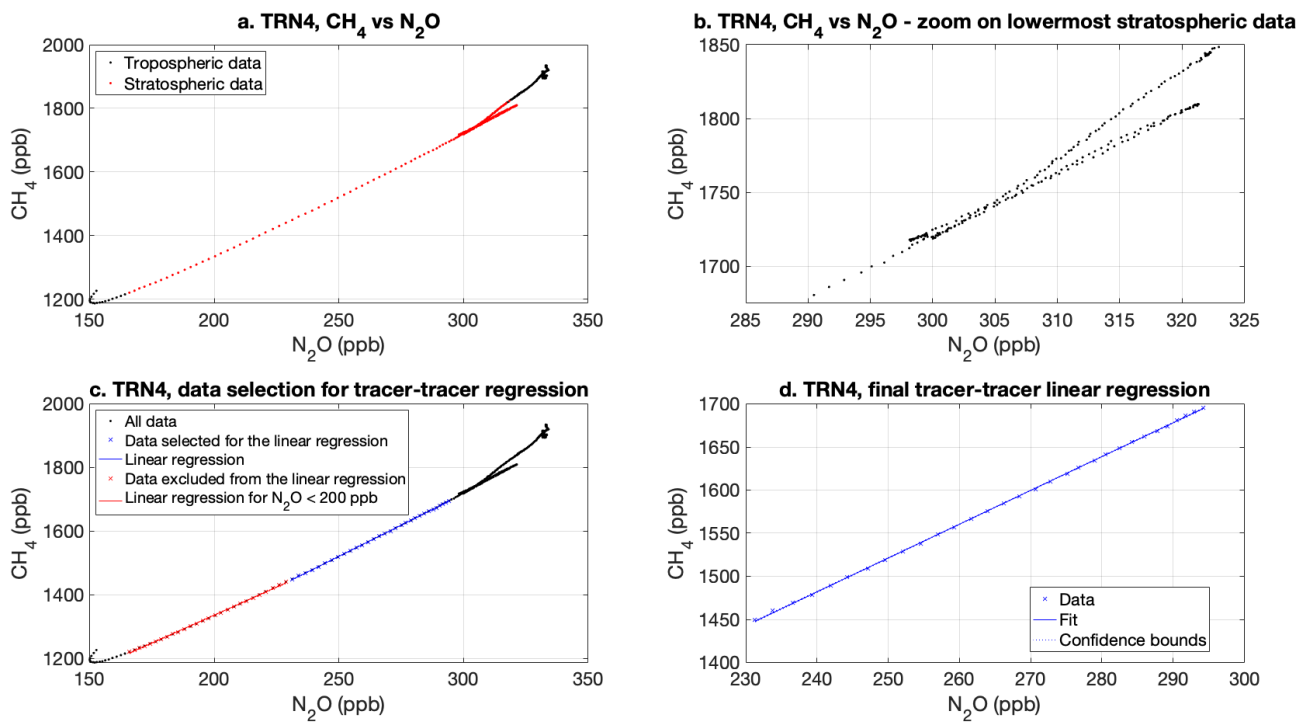 a. TRN4, CH4 vs N2O
2000
1800
1600
1400
1200
CH4 (ppb)
Tropospheric data
Stratospheric data
150
200
250
300
350
N2O (ppb)
b. TRN4, CH4 vs N2O - zoom on lowermost stratospheric data
1850
1800
1750
1700
CH4 (ppb)
285
290
295
300
305
310
315
320
325
N2O (ppb)
c. TRN4, data selection for tracer-tracer regression
2000
1800
1600
1400
1200
CH4 (ppb)
All data
Data selected for the linear regression
Linear regression
Data excluded from the linear regression
Linear regression for N2O < 200 ppb
150
200
250
300
350
N2O (ppb)
d. TRN4, final tracer-tracer linear regression
1700
1650
1600
1550
1500
1450
1400
CH4 (ppb)
Data
Fit
Confidence bounds
230
240
250
260
270
280
290
300
N2O (ppb)